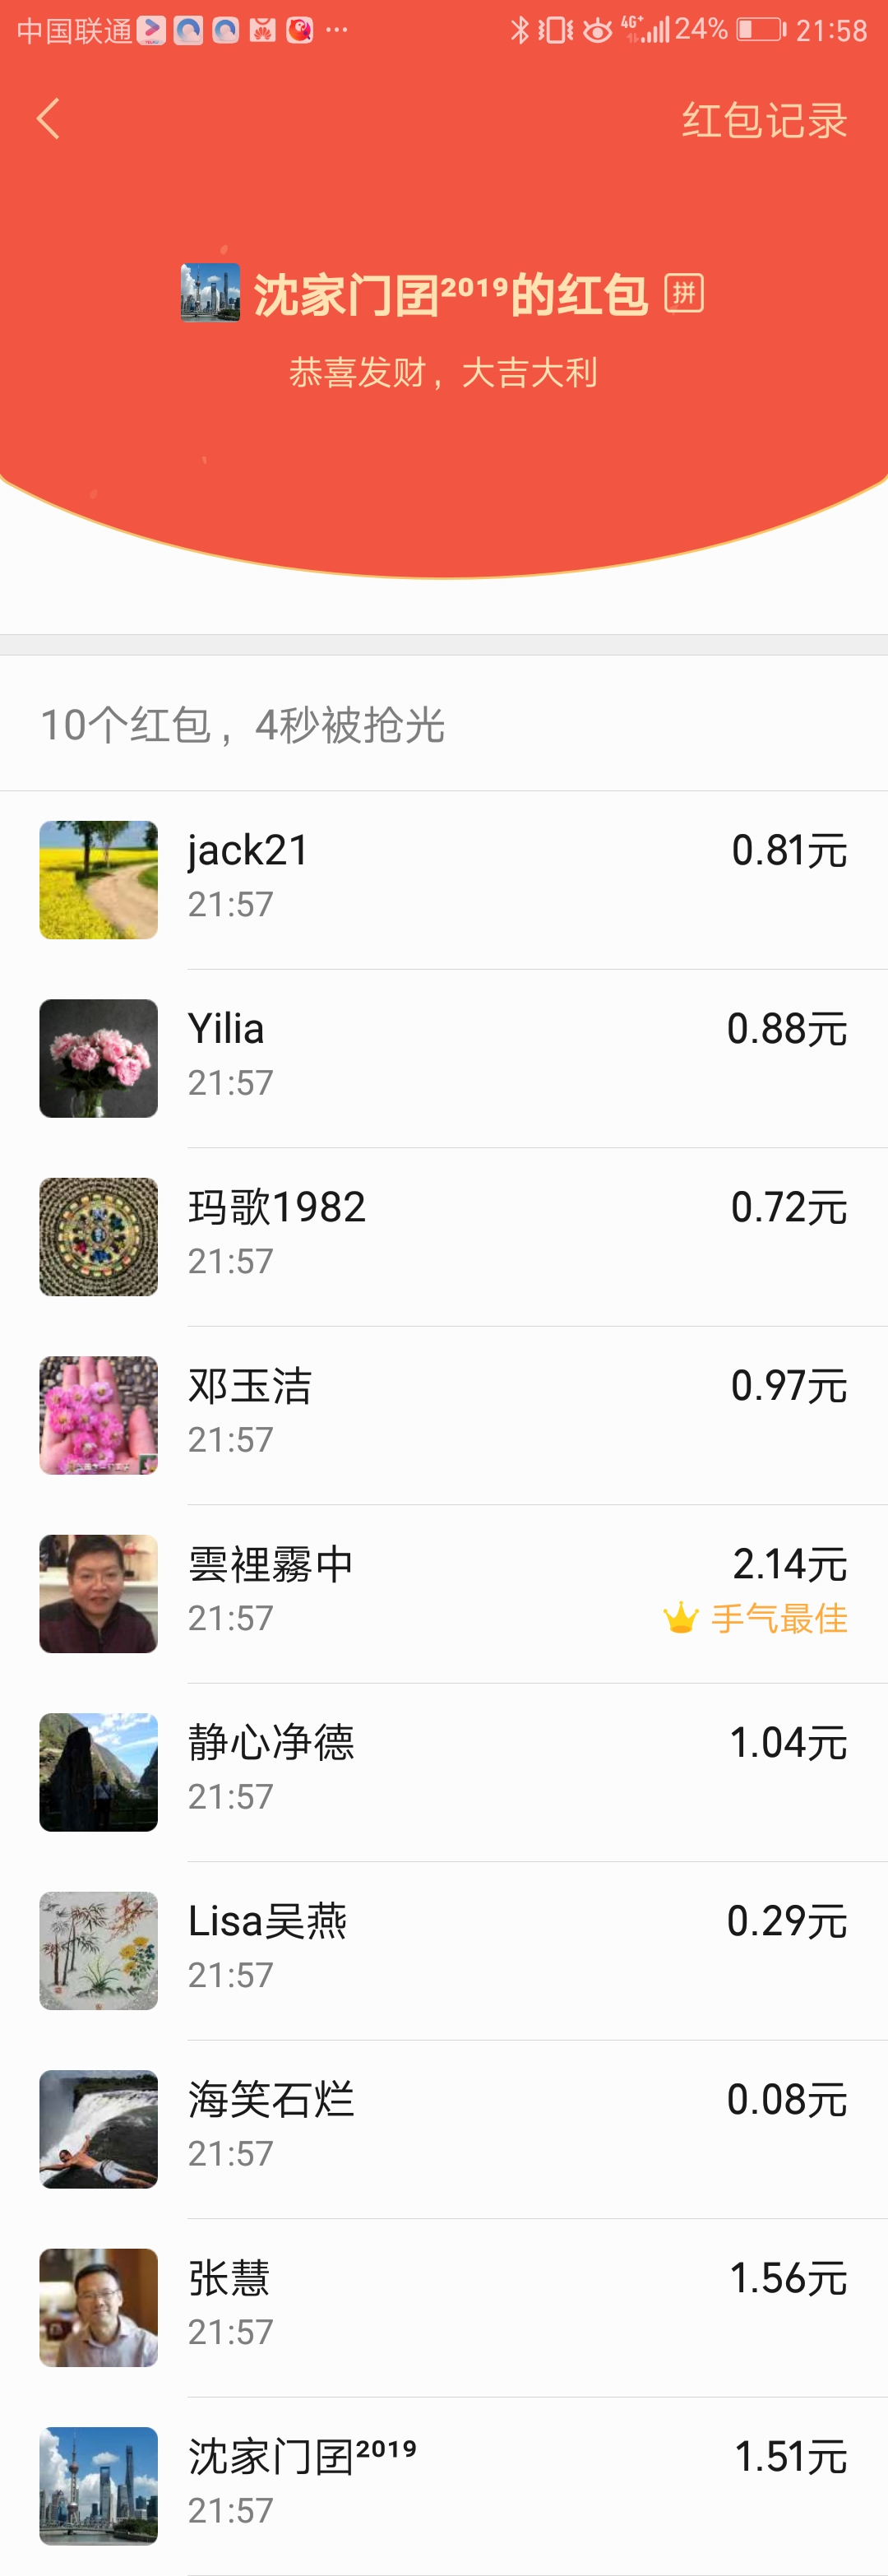 中国联通 ... 4G+ 24% 21:58
红包记录
沈家门囝²⁰¹⁹的红包 拼
恭喜发财，大吉大利
10个红包，4秒被抢光
jack21 0.81元
21:57
Yilia 0.88元
21:57
玛歌1982 0.72元
21:57
邓玉洁 0.97元
21:57
雲裡霧中 2.14元
21:57 手气最佳
静心净德 1.04元
21:57
Lisa吴燕 0.29元
21:57
海笑石烂 0.08元
21:57
张慧 1.56元
21:57
沈家门囝²⁰¹⁹ 1.51元
21:57